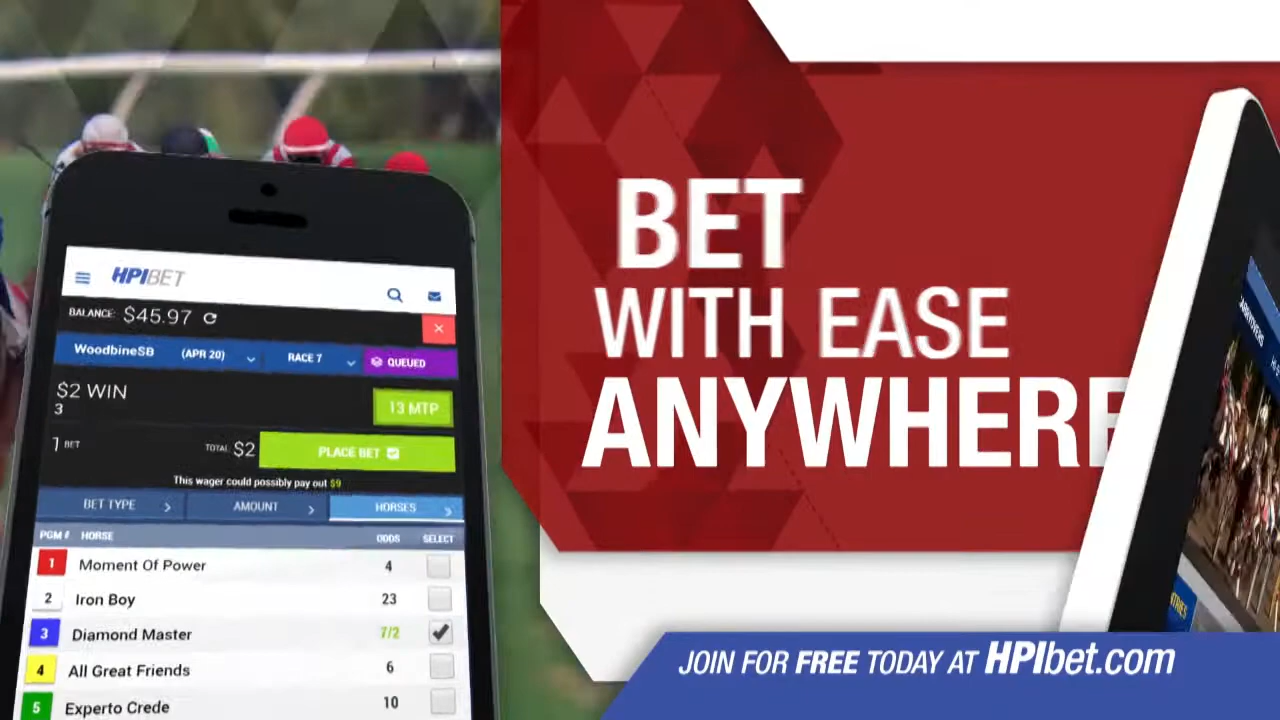 HPIBET
BALANCE: $45.97
WoodbineSB (APR 20) RACE 7 QUEUED
$2 WIN
3
13 MTP
1 BET TOTAL $2 PLACE BET
This wager could possibly pay out $9
BET TYPE AMOUNT HORSES
PGM # HORSE ODDS SELECT
1 Moment Of Power 4
2 Iron Boy 23
3 Diamond Master 7/2
4 All Great Friends 6
5 Experto Crede 10
BET
WITH EASE
ANYWHERE
JOIN FOR FREE TODAY AT HPIbet.com